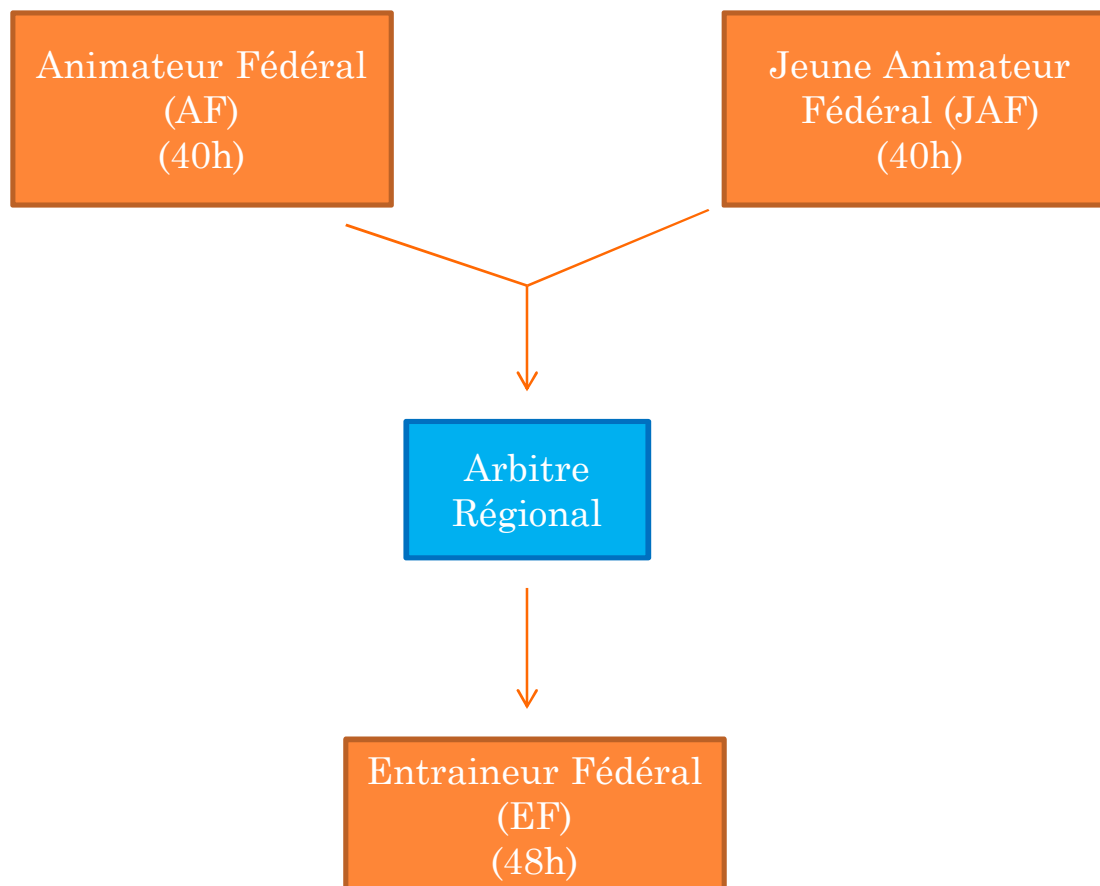 Animateur Fédéral
(AF)
(40h)
Jeune Animateur
Fédéral (JAF)
(40h)
Arbitre
Régional
Entraineur Fédéral
(EF)
(48h)